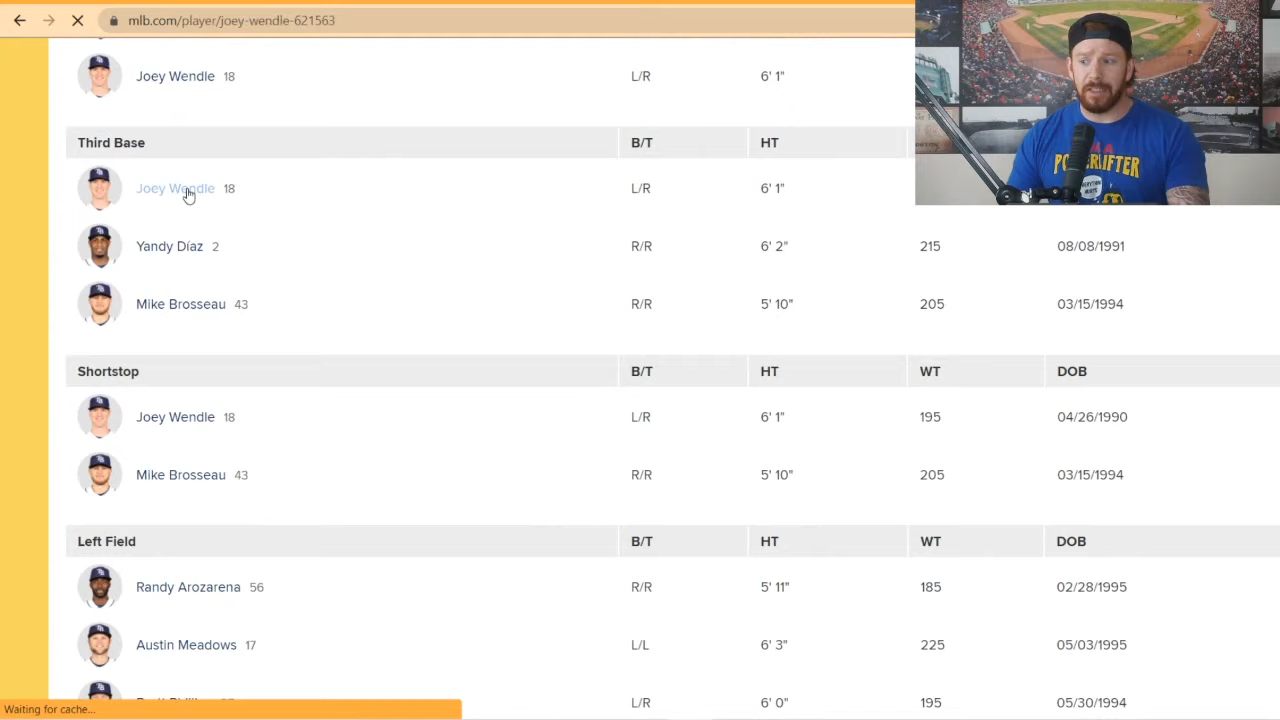 mlb.com/player/joey-wendle-621563
Joey Wendle 18 L/R 6' 1"
Third Base B/T HT
Joey Wendle 18 L/R 6' 1"
Yandy Díaz 2 R/R 6' 2" 215 08/08/1991
Mike Brosseau 43 R/R 5' 10" 205 03/15/1994
Shortstop B/T HT WT DOB
Joey Wendle 18 L/R 6' 1" 195 04/26/1990
Mike Brosseau 43 R/R 5' 10" 205 03/15/1994
Left Field B/T HT WT DOB
Randy Arozarena 56 R/R 5' 11" 185 02/28/1995
Austin Meadows 17 L/L 6' 3" 225 05/03/1995
L/R 6' 0" 195 05/30/1994
Waiting for cache...
POWERLIFTER